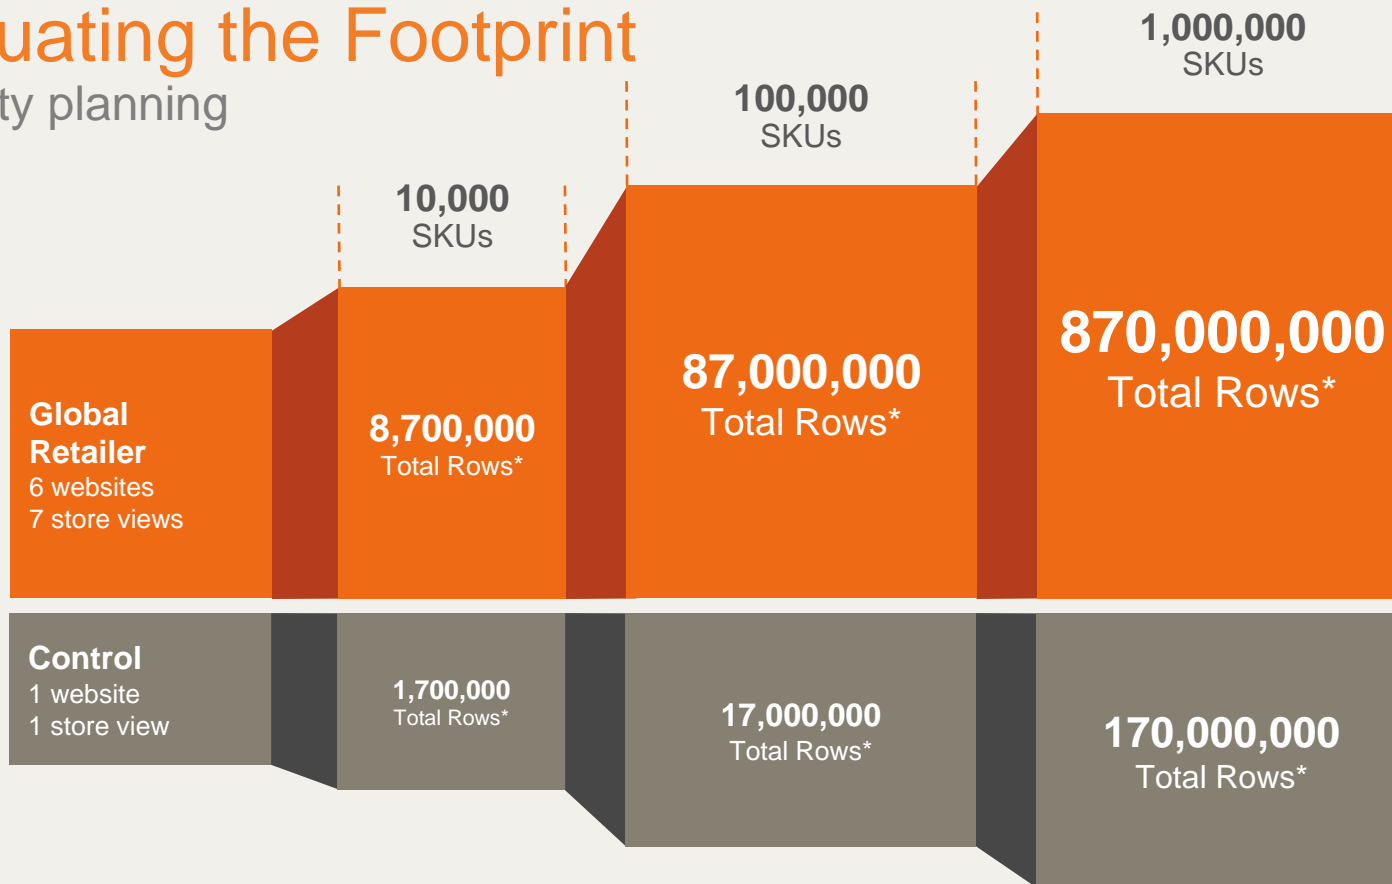 uating the Footprint
ty planning
10,000
SKUs
100,000
SKUs
1,000,000
SKUs
Global
Retailer
6 websites
7 store views
8,700,000
Total Rows*
87,000,000
Total Rows*
870,000,000
Total Rows*
Control
1 website
1 store view
1,700,000
Total Rows*
17,000,000
Total Rows*
170,000,000
Total Rows*